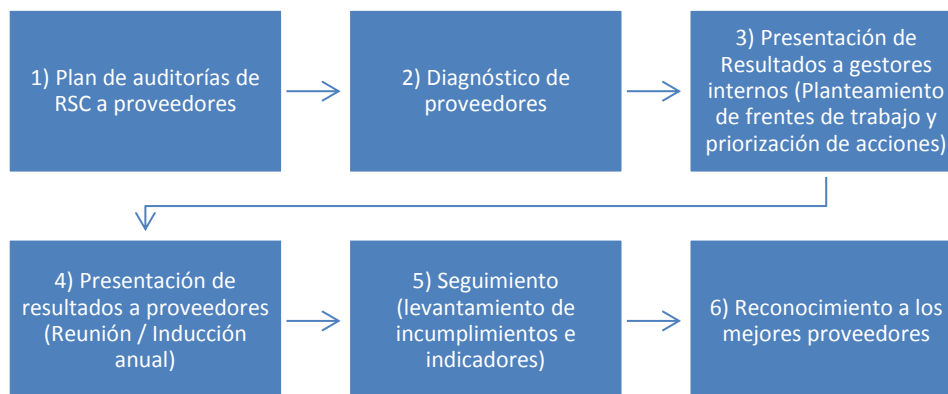 1) Plan de auditorías de
RSC a proveedores
2) Diagnóstico de
proveedores
3) Presentación de
Resultados a gestores
internos (Planteamiento
de frentes de trabajo y
priorización de acciones)
4) Presentación de
resultados a proveedores
(Reunión / Inducción
anual)
5) Seguimiento
(levantamiento de
incumplimientos e
indicadores)
6) Reconocimiento a los
mejores proveedores